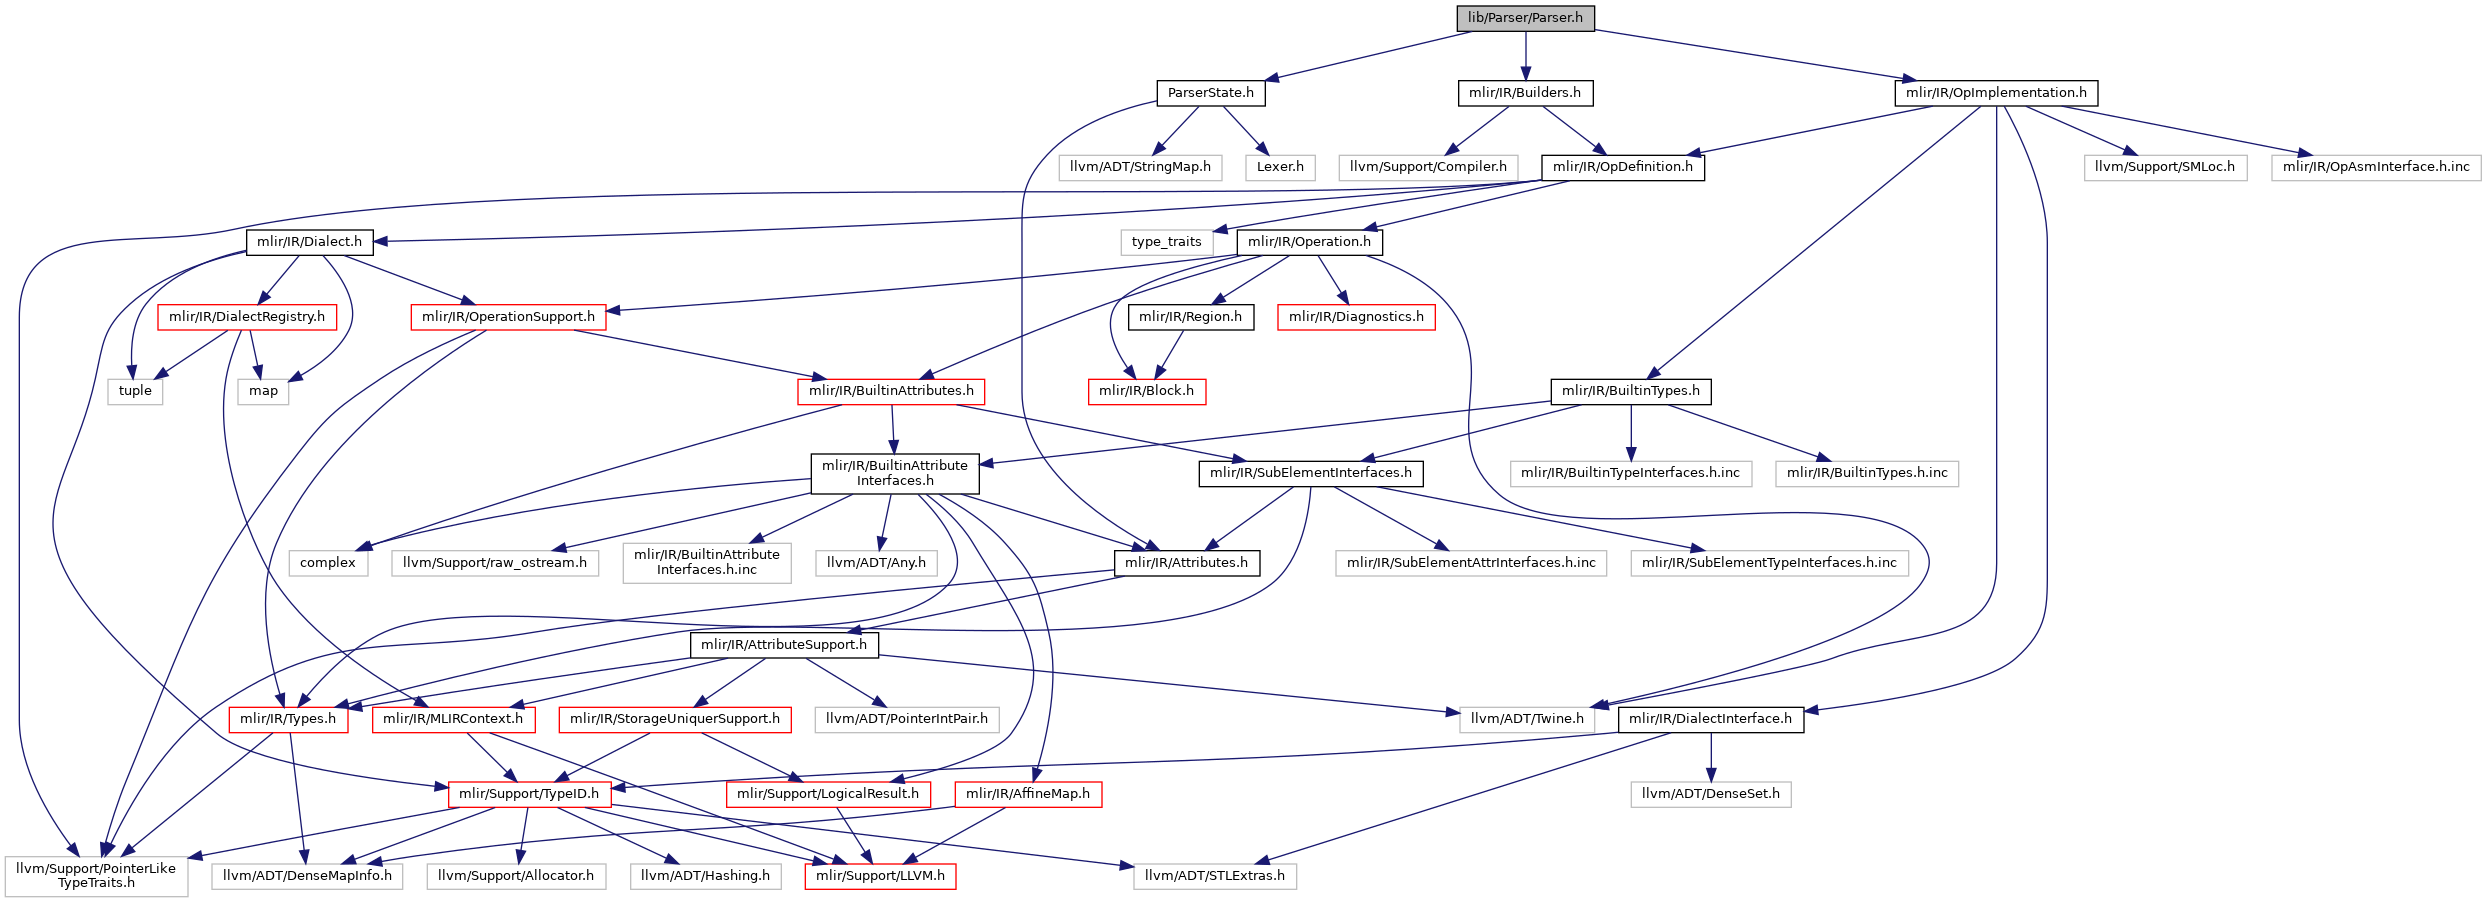 lib/Parser/Parser.h
ParserState.h
mlir/IR/Builders.h
mlir/IR/OpImplementation.h
llvm/ADT/StringMap.h
Lexer.h
llvm/Support/Compiler.h
mlir/IR/OpDefinition.h
llvm/Support/SMLoc.h
mlir/IR/OpAsmInterface.h.inc
mlir/IR/Dialect.h
type_traits
mlir/IR/Operation.h
mlir/IR/DialectRegistry.h
mlir/IR/OperationSupport.h
mlir/IR/Region.h
mlir/IR/Diagnostics.h
tuple
map
mlir/IR/BuiltinAttributes.h
mlir/IR/Block.h
mlir/IR/BuiltinTypes.h
mlir/IR/BuiltinAttribute
Interfaces.h
mlir/IR/SubElementInterfaces.h
mlir/IR/BuiltinTypeInterfaces.h.inc
mlir/IR/BuiltinTypes.h.inc
complex
llvm/Support/raw_ostream.h
mlir/IR/BuiltinAttribute
Interfaces.h.inc
llvm/ADT/Any.h
mlir/IR/Attributes.h
mlir/IR/SubElementAttrInterfaces.h.inc
mlir/IR/SubElementTypeInterfaces.h.inc
mlir/IR/AttributeSupport.h
mlir/IR/Types.h
mlir/IR/MLIRContext.h
mlir/IR/StorageUniquerSupport.h
llvm/ADT/PointerIntPair.h
llvm/ADT/Twine.h
mlir/IR/DialectInterface.h
mlir/Support/TypeID.h
mlir/Support/LogicalResult.h
mlir/IR/AffineMap.h
llvm/ADT/DenseSet.h
llvm/Support/PointerLike
TypeTraits.h
llvm/ADT/DenseMapInfo.h
llvm/Support/Allocator.h
llvm/ADT/Hashing.h
mlir/Support/LLVM.h
llvm/ADT/STLExtras.h